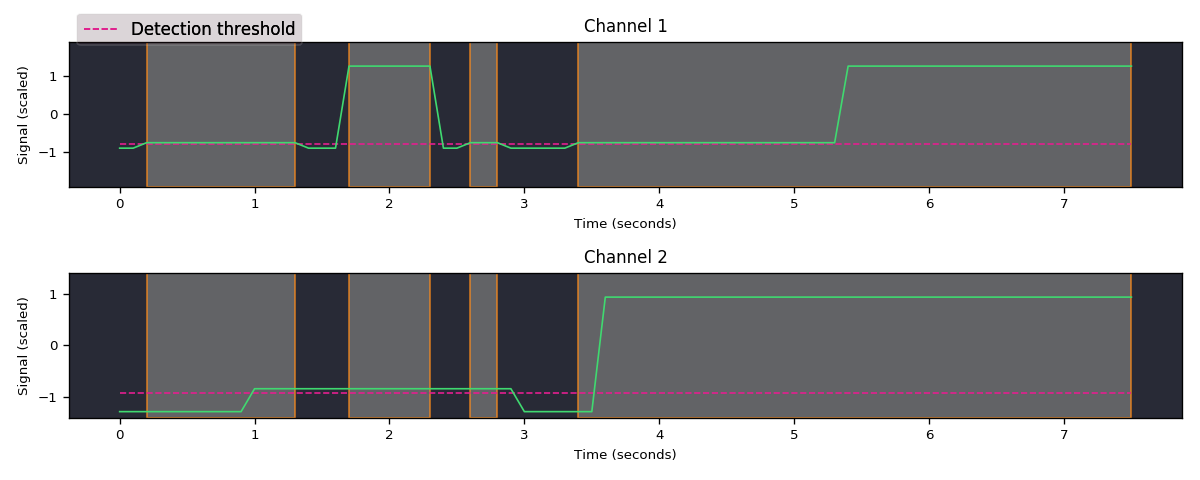 Detection threshold
Channel 1
Signal (scaled)
1
0
−1
0 1 2 3 4 5 6 7
Time (seconds)
Channel 2
Signal (scaled)
1
0
−1
0 1 2 3 4 5 6 7
Time (seconds)